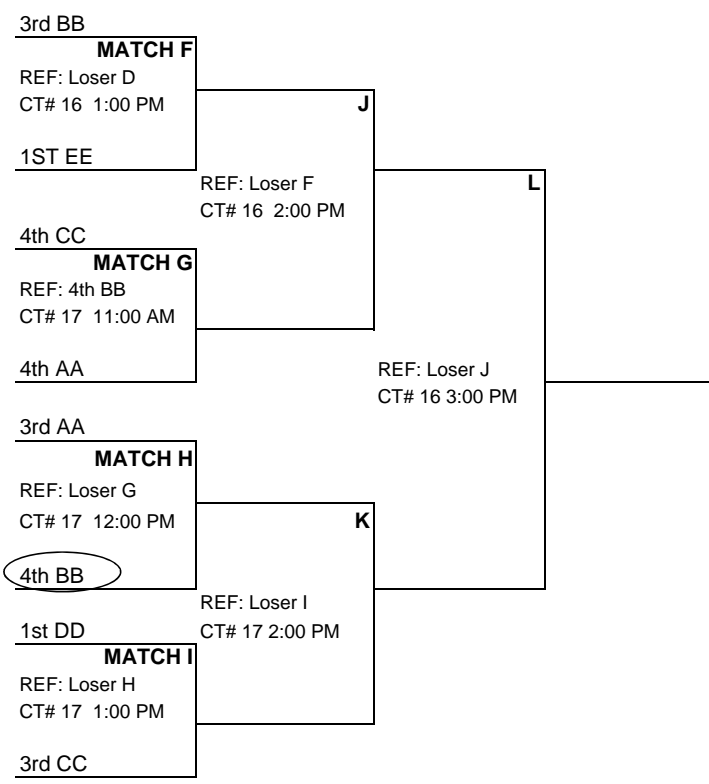 3rd BB
MATCH F
REF: Loser D
CT# 16  1:00 PM
J
1ST EE
REF: Loser F
CT# 16  2:00 PM
L
4th CC
MATCH G
REF: 4th BB
CT# 17  11:00 AM
4th AA
REF: Loser J
CT# 16 3:00 PM
3rd AA
MATCH H
REF: Loser G
CT# 17  12:00 PM
K
4th BB
REF: Loser I
CT# 17 2:00 PM
1st DD
MATCH I
REF: Loser H
CT# 17  1:00 PM
3rd CC